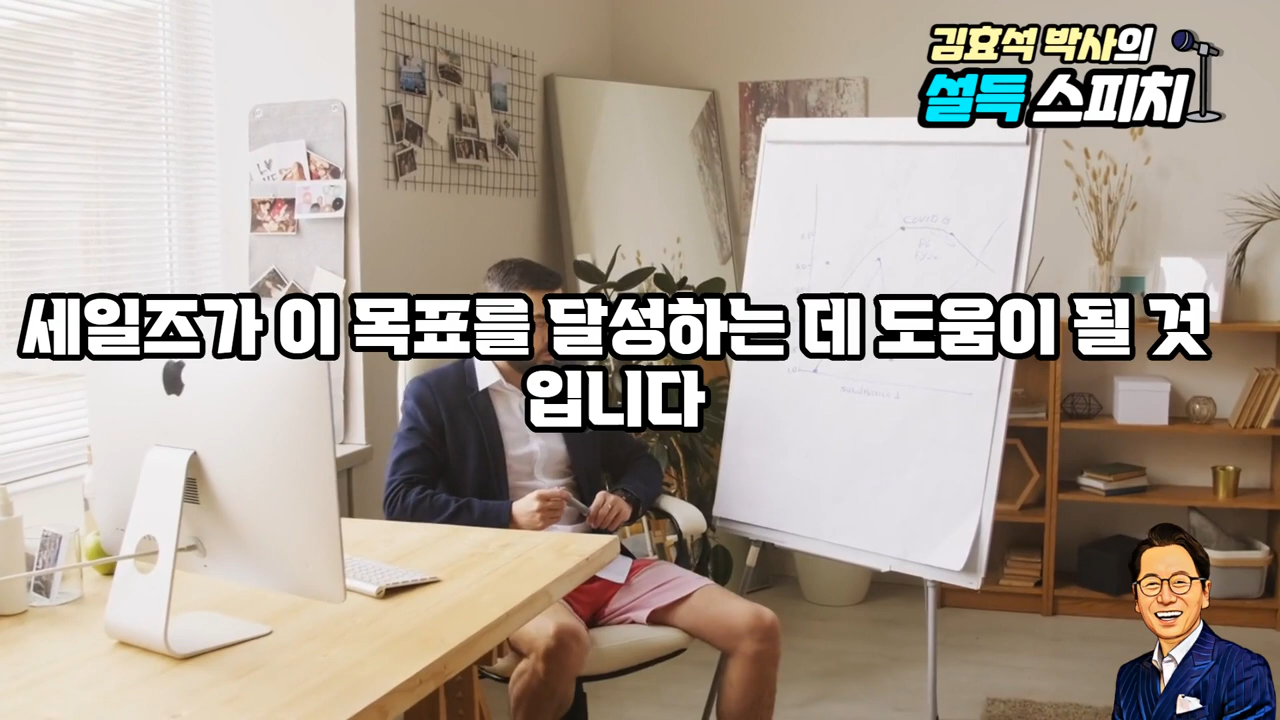 김효석 박사의
설득 스피치
세일즈가 이 목표를 달성하는 데 도움이 될 것
입니다